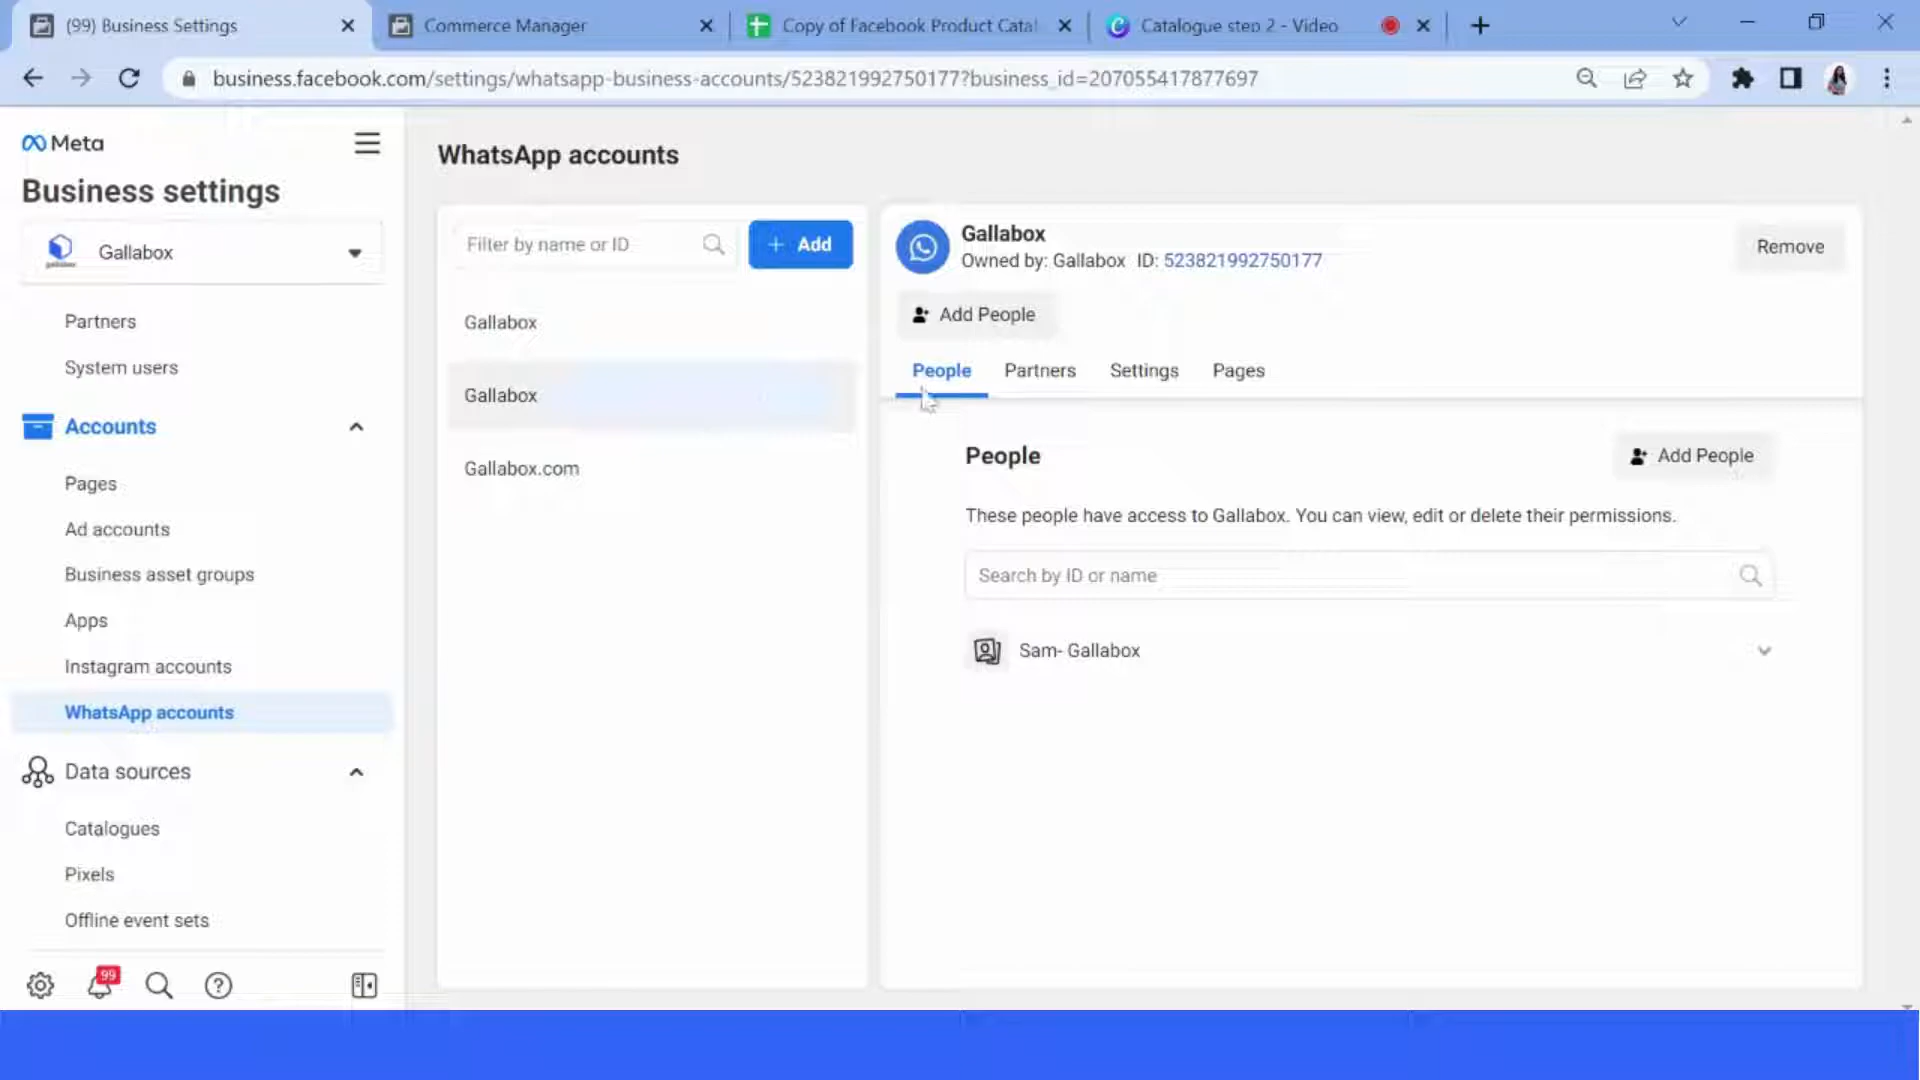 (99) Business Settings
Commerce Manager
Copy of Facebook Product Catal
Catalogue step 2 - Video
business.facebook.com/settings/whatsapp-business-accounts/523821992750177?business_id=207055417877697
Meta
Business settings
Gallabox
Partners
System users
Accounts
Pages
Ad accounts
Business asset groups
Apps
Instagram accounts
WhatsApp accounts
Data sources
Catalogues
Pixels
Offline event sets
99
WhatsApp accounts
Filter by name or ID
+ Add
Gallabox
Gallabox
Gallabox.com
Gallabox
Owned by: Gallabox ID: 523821992750177
Remove
Add People
People Partners Settings Pages
People
Add People
These people have access to Gallabox. You can view, edit or delete their permissions.
Search by ID or name
Sam- Gallabox